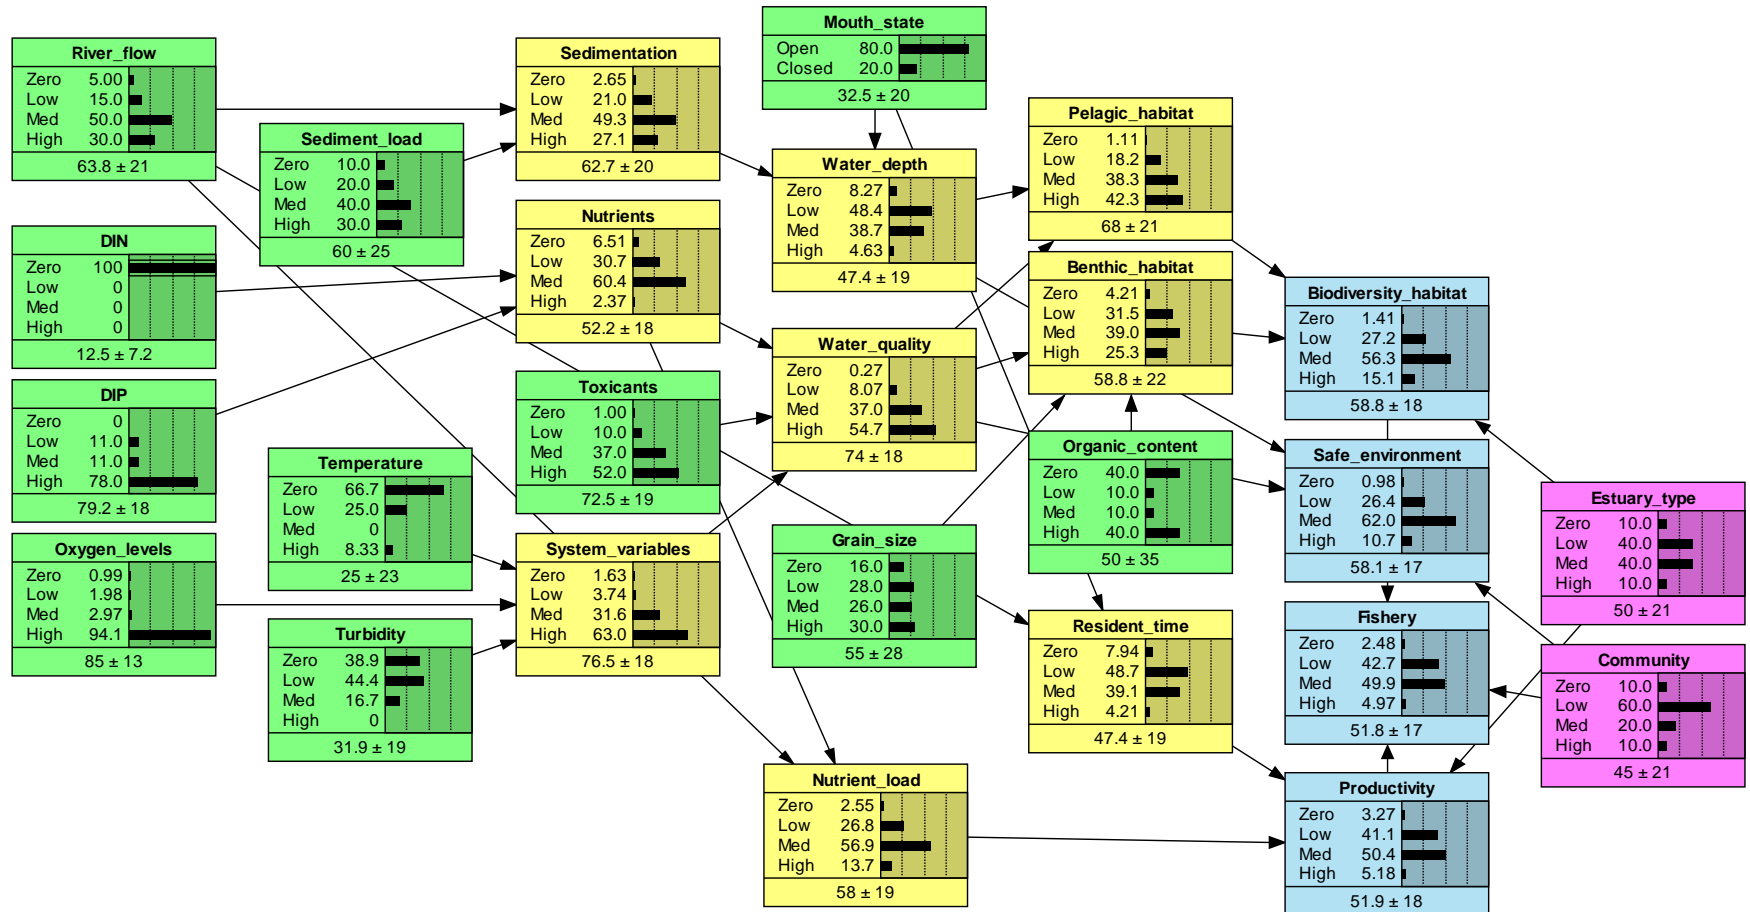 River_flow
Zero 5.00
Low 15.0
Med 50.0
High 30.0
63.8 ± 21
DIN
Zero 100
Low 0
Med 0
High 0
12.5 ± 7.2
DIP
Zero 0
Low 11.0
Med 11.0
High 78.0
79.2 ± 18
Oxygen_levels
Zero 0.99
Low 1.98
Med 2.97
High 94.1
85 ± 13
Sediment_load
Zero 10.0
Low 20.0
Med 40.0
High 30.0
60 ± 25
Temperature
Zero 66.7
Low 25.0
Med 0
High 8.33
25 ± 23
Turbidity
Zero 38.9
Low 44.4
Med 16.7
High 0
31.9 ± 19
Sedimentation
Zero 2.65
Low 21.0
Med 49.3
High 27.1
62.7 ± 20
Nutrients
Zero 6.51
Low 30.7
Med 60.4
High 2.37
52.2 ± 18
Toxicants
Zero 1.00
Low 10.0
Med 37.0
High 52.0
72.5 ± 19
System_variables
Zero 1.63
Low 3.74
Med 31.6
High 63.0
76.5 ± 18
Mouth_state
Open 80.0
Closed 20.0
32.5 ± 20
Water_depth
Zero 8.27
Low 48.4
Med 38.7
High 4.63
47.4 ± 19
Water_quality
Zero 0.27
Low 8.07
Med 37.0
High 54.7
74 ± 18
Grain_size
Zero 16.0
Low 28.0
Med 26.0
High 30.0
55 ± 28
Nutrient_load
Zero 2.55
Low 26.8
Med 56.9
High 13.7
58 ± 19
Pelagic_habitat
Zero 1.11
Low 18.2
Med 38.3
High 42.3
68 ± 21
Benthic_habitat
Zero 4.21
Low 31.5
Med 39.0
High 25.3
58.8 ± 22
Organic_content
Zero 40.0
Low 10.0
Med 10.0
High 40.0
50 ± 35
Resident_time
Zero 7.94
Low 48.7
Med 39.1
High 4.21
47.4 ± 19
Biodiversity_habitat
Zero 1.41
Low 27.2
Med 56.3
High 15.1
58.8 ± 18
Safe_environment
Zero 0.98
Low 26.4
Med 62.0
High 10.7
58.1 ± 17
Fishery
Zero 2.48
Low 42.7
Med 49.9
High 4.97
51.8 ± 17
Productivity
Zero 3.27
Low 41.1
Med 50.4
High 5.18
51.9 ± 18
Estuary_type
Zero 10.0
Low 40.0
Med 40.0
High 10.0
50 ± 21
Community
Zero 10.0
Low 60.0
Med 20.0
High 10.0
45 ± 21